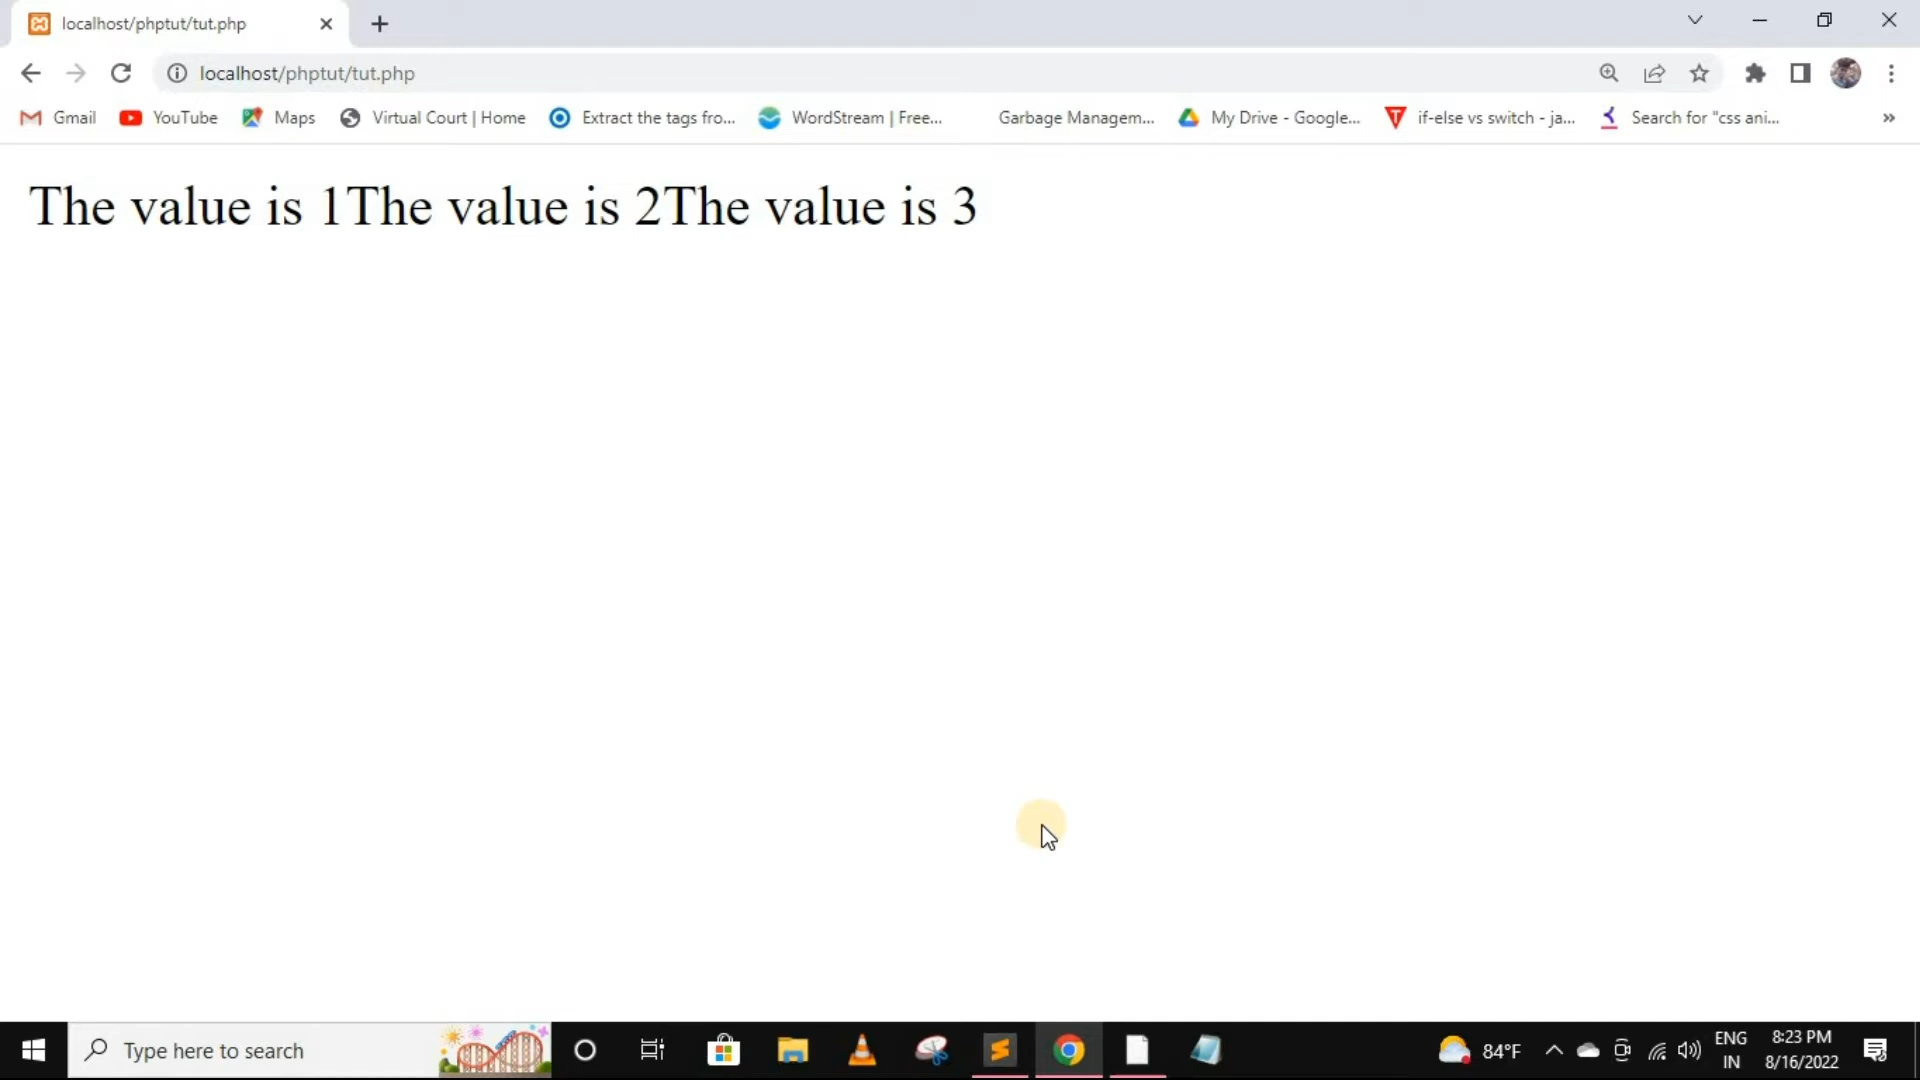 localhost/phptut/tut.php
localhost/phptut/tut.php
Gmail YouTube Maps Virtual Court | Home Extract the tags fro... WordStream | Free... Garbage Managem... My Drive - Google... if-else vs switch - ja... Search for "css ani... »
The value is 1The value is 2The value is 3
Type here to search 84°F ENG 8:23 PM
IN 8/16/2022